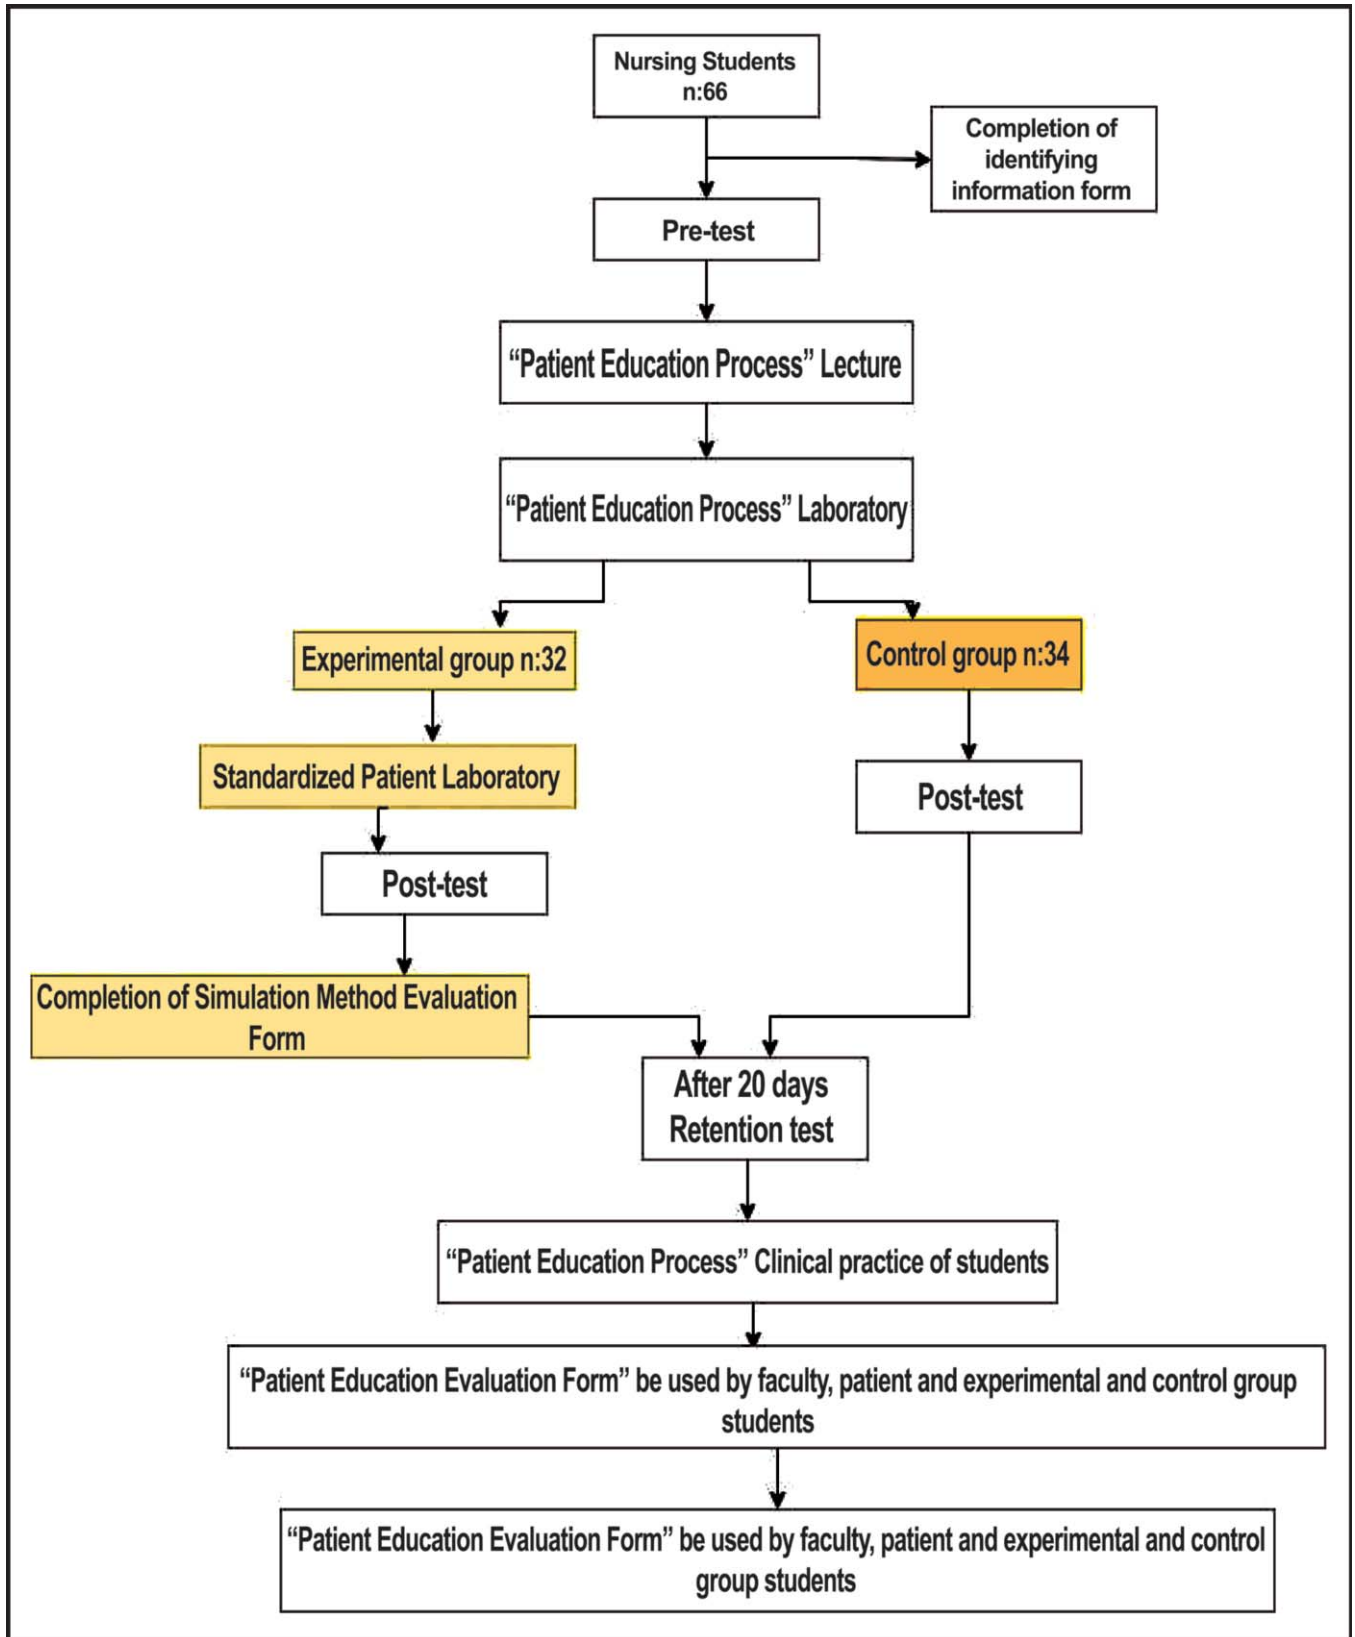 Nursing Students
n:66
Completion of
identifying
information form
Pre-test
“Patient Education Process” Lecture
“Patient Education Process” Laboratory
Experimental group n:32
Control group n:34
Standardized Patient Laboratory
Post-test
Post-test
Completion of Simulation Method Evaluation
Form
After 20 days
Retention test
“Patient Education Process” Clinical practice of students
“Patient Education Evaluation Form” be used by faculty, patient and experimental and control group
students
“Patient Education Evaluation Form” be used by faculty, patient and experimental and control
group students